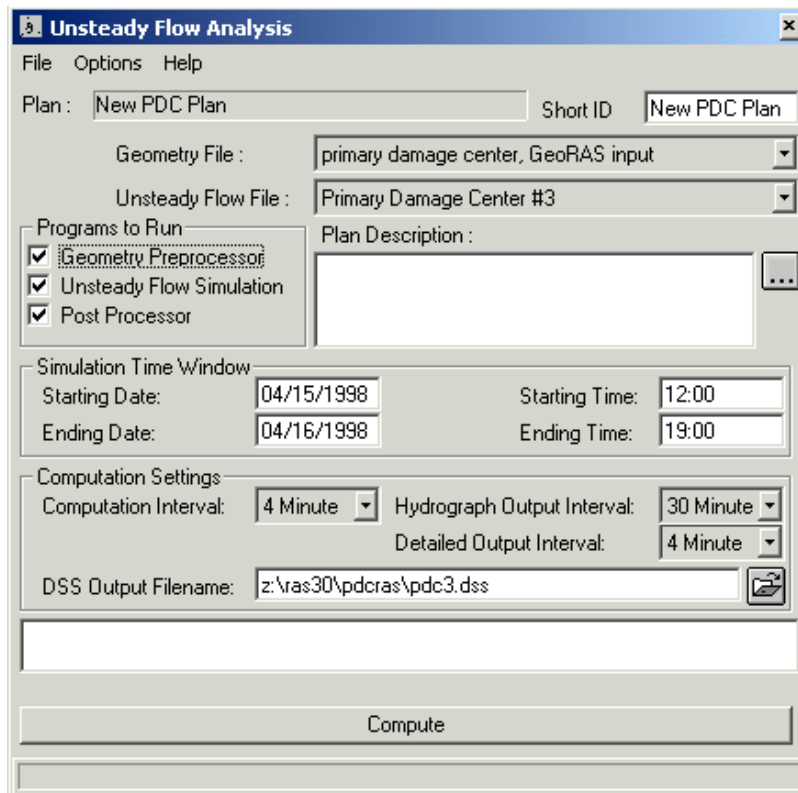 Unsteady Flow Analysis
File Options Help
Plan : New PDC Plan Short ID New PDC Plan
Geometry File : primary damage center, GeoRAS input
Unsteady Flow File : Primary Damage Center #3
Programs to Run Plan Description :
Geometry Preprocessor
Unsteady Flow Simulation
Post Processor
...
Simulation Time Window
Starting Date: 04/15/1998 Starting Time: 12:00
Ending Date: 04/16/1998 Ending Time: 19:00
Computation Settings
Computation Interval: 4 Minute Hydrograph Output Interval: 30 Minute
Detailed Output Interval: 4 Minute
DSS Output Filename: z:\ras30\pdcras\pdc3.dss
Compute